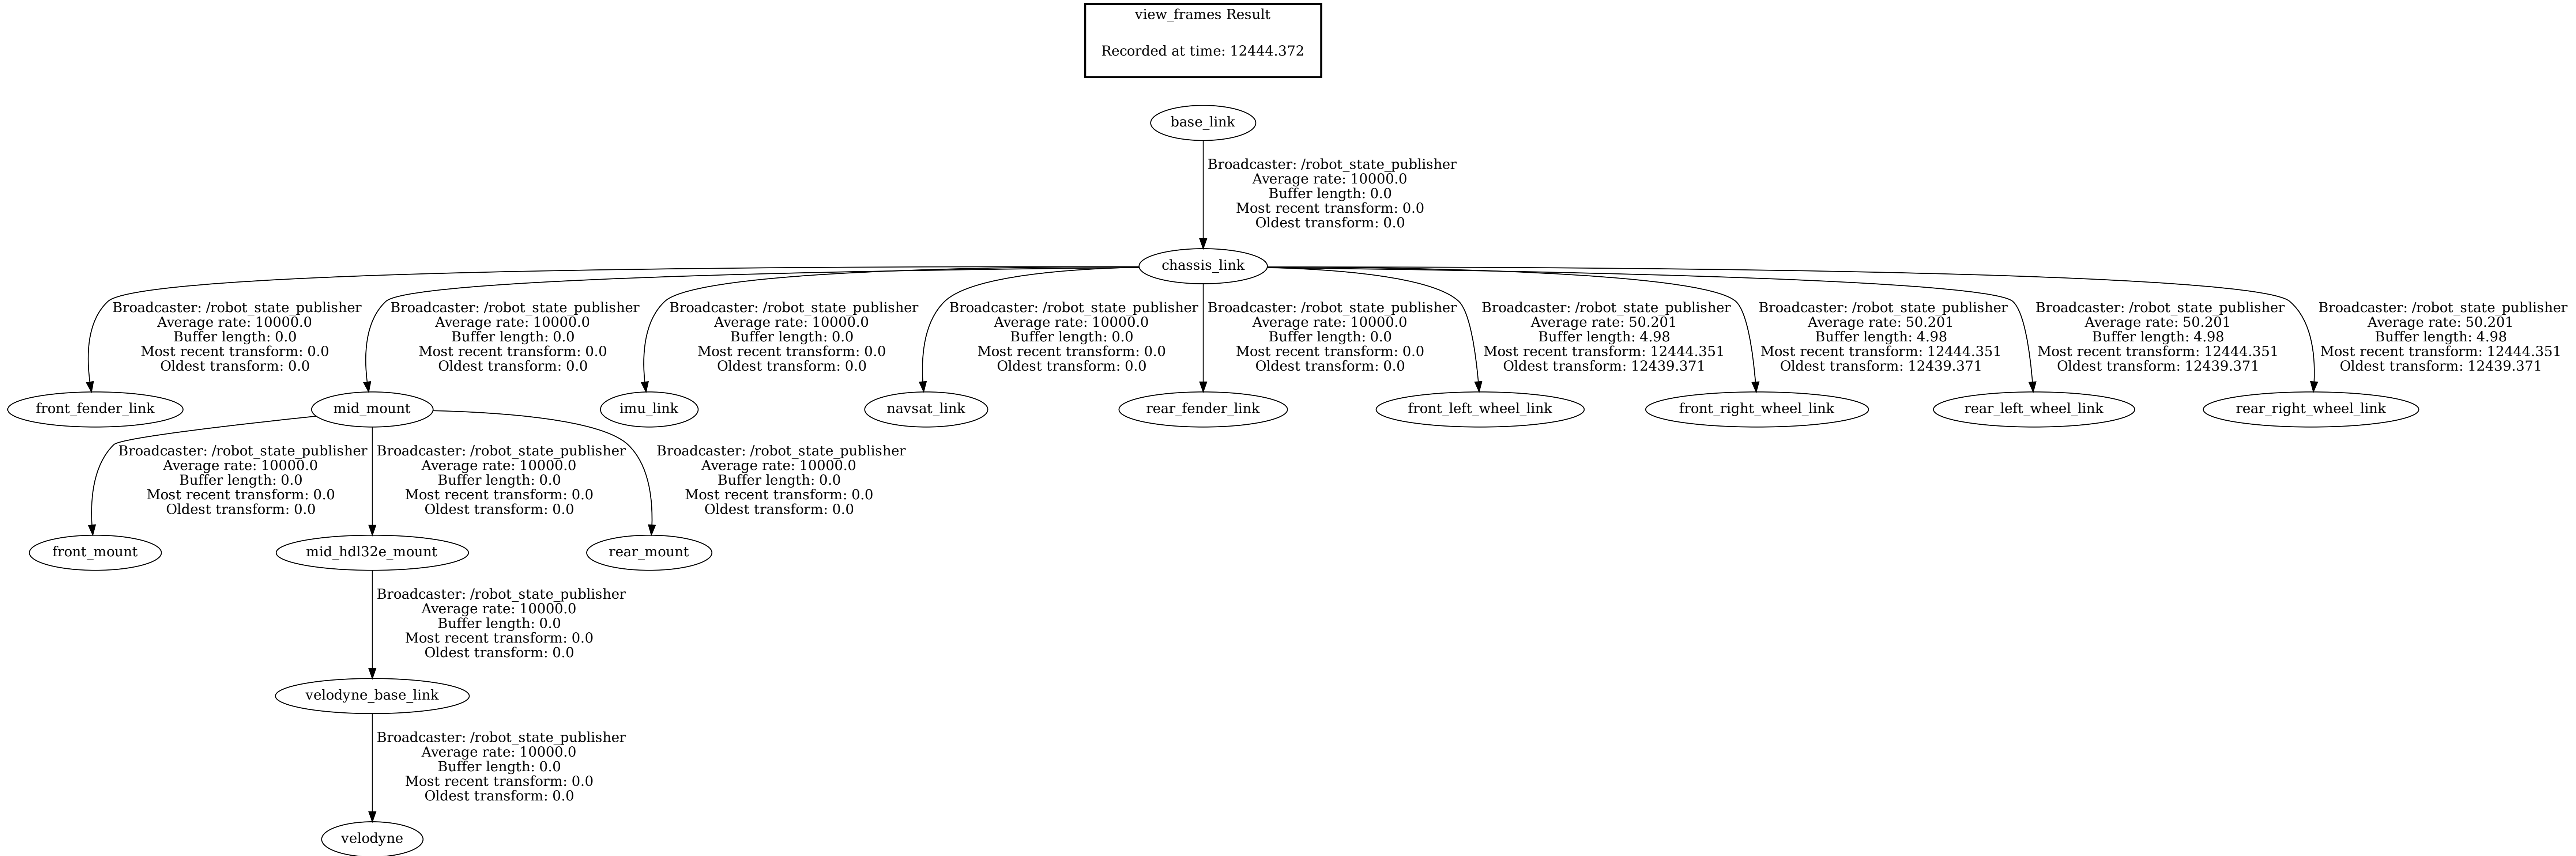 view_frames Result
Recorded at time: 12444.372
base_link
Broadcaster: /robot_state_publisher
Average rate: 10000.0
Buffer length: 0.0
Most recent transform: 0.0
Oldest transform: 0.0
chassis_link
Broadcaster: /robot_state_publisher
Average rate: 10000.0
Buffer length: 0.0
Most recent transform: 0.0
Oldest transform: 0.0
Broadcaster: /robot_state_publisher
Average rate: 10000.0
Buffer length: 0.0
Most recent transform: 0.0
Oldest transform: 0.0
Broadcaster: /robot_state_publisher
Average rate: 10000.0
Buffer length: 0.0
Most recent transform: 0.0
Oldest transform: 0.0
Broadcaster: /robot_state_publisher
Average rate: 10000.0
Buffer length: 0.0
Most recent transform: 0.0
Oldest transform: 0.0
Broadcaster: /robot_state_publisher
Average rate: 10000.0
Buffer length: 0.0
Most recent transform: 0.0
Oldest transform: 0.0
Broadcaster: /robot_state_publisher
Average rate: 50.201
Buffer length: 4.98
Most recent transform: 12444.351
Oldest transform: 12439.371
Broadcaster: /robot_state_publisher
Average rate: 50.201
Buffer length: 4.98
Most recent transform: 12444.351
Oldest transform: 12439.371
Broadcaster: /robot_state_publisher
Average rate: 50.201
Buffer length: 4.98
Most recent transform: 12444.351
Oldest transform: 12439.371
Broadcaster: /robot_state_publisher
Average rate: 50.201
Buffer length: 4.98
Most recent transform: 12444.351
Oldest transform: 12439.371
front_fender_link
mid_mount
imu_link
navsat_link
rear_fender_link
front_left_wheel_link
front_right_wheel_link
rear_left_wheel_link
rear_right_wheel_link
Broadcaster: /robot_state_publisher
Average rate: 10000.0
Buffer length: 0.0
Most recent transform: 0.0
Oldest transform: 0.0
Broadcaster: /robot_state_publisher
Average rate: 10000.0
Buffer length: 0.0
Most recent transform: 0.0
Oldest transform: 0.0
Broadcaster: /robot_state_publisher
Average rate: 10000.0
Buffer length: 0.0
Most recent transform: 0.0
Oldest transform: 0.0
front_mount
mid_hdl32e_mount
rear_mount
Broadcaster: /robot_state_publisher
Average rate: 10000.0
Buffer length: 0.0
Most recent transform: 0.0
Oldest transform: 0.0
velodyne_base_link
Broadcaster: /robot_state_publisher
Average rate: 10000.0
Buffer length: 0.0
Most recent transform: 0.0
Oldest transform: 0.0
velodyne